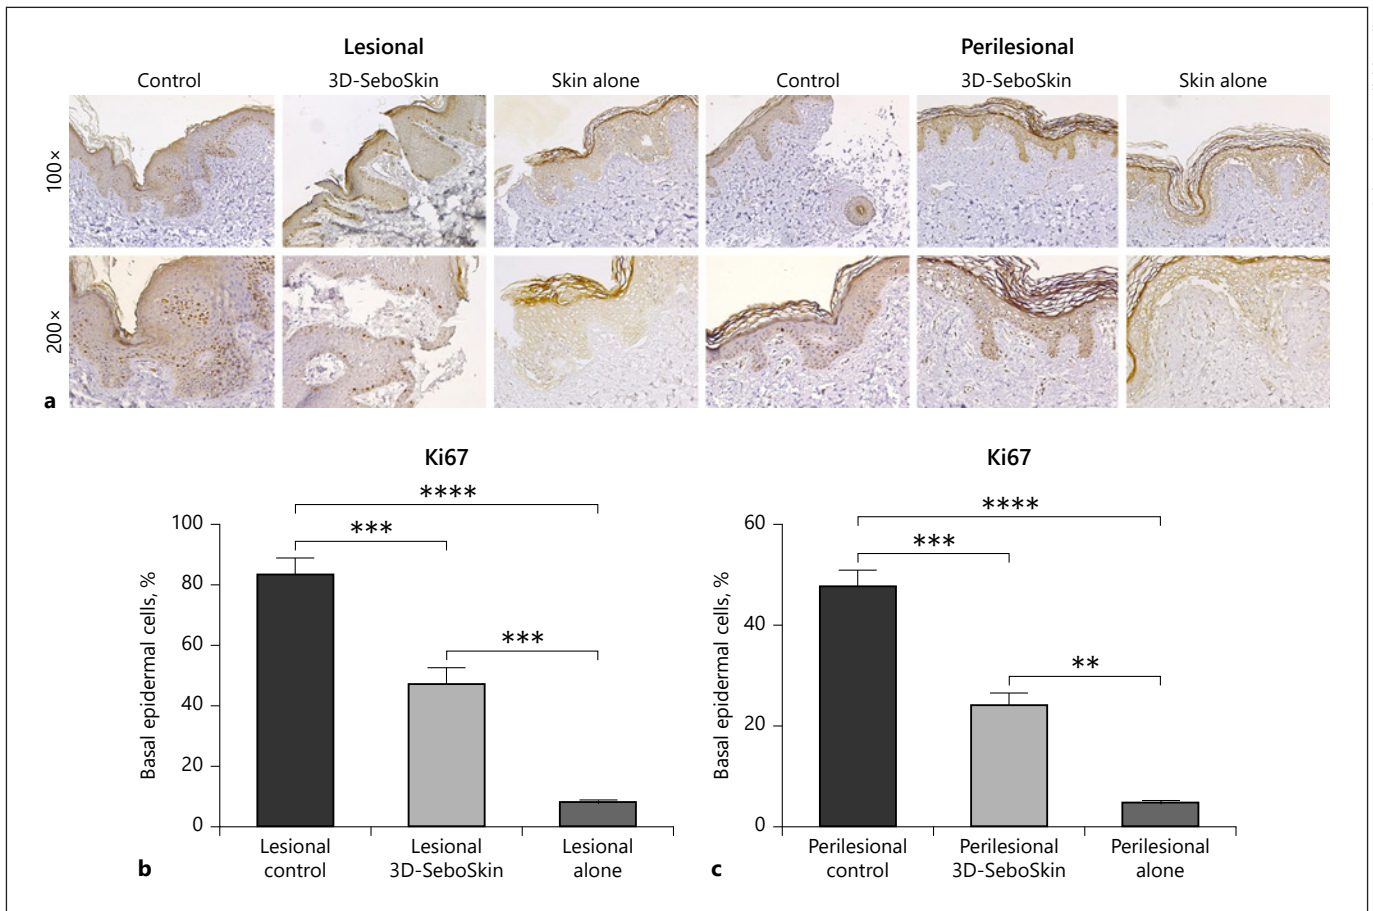 Lesional Perilesional
Control 3D-SeboSkin Skin alone Control 3D-SeboSkin Skin alone
100×
200×
a
Ki67
****
***
***
100
80
60
40
20
0
Basal epidermal cells, %
Lesional control
Lesional 3D-SeboSkin
Lesional alone
b
Ki67
****
***
**
60
40
20
0
Basal epidermal cells, %
Perilesional control
Perilesional 3D-SeboSkin
Perilesional alone
c